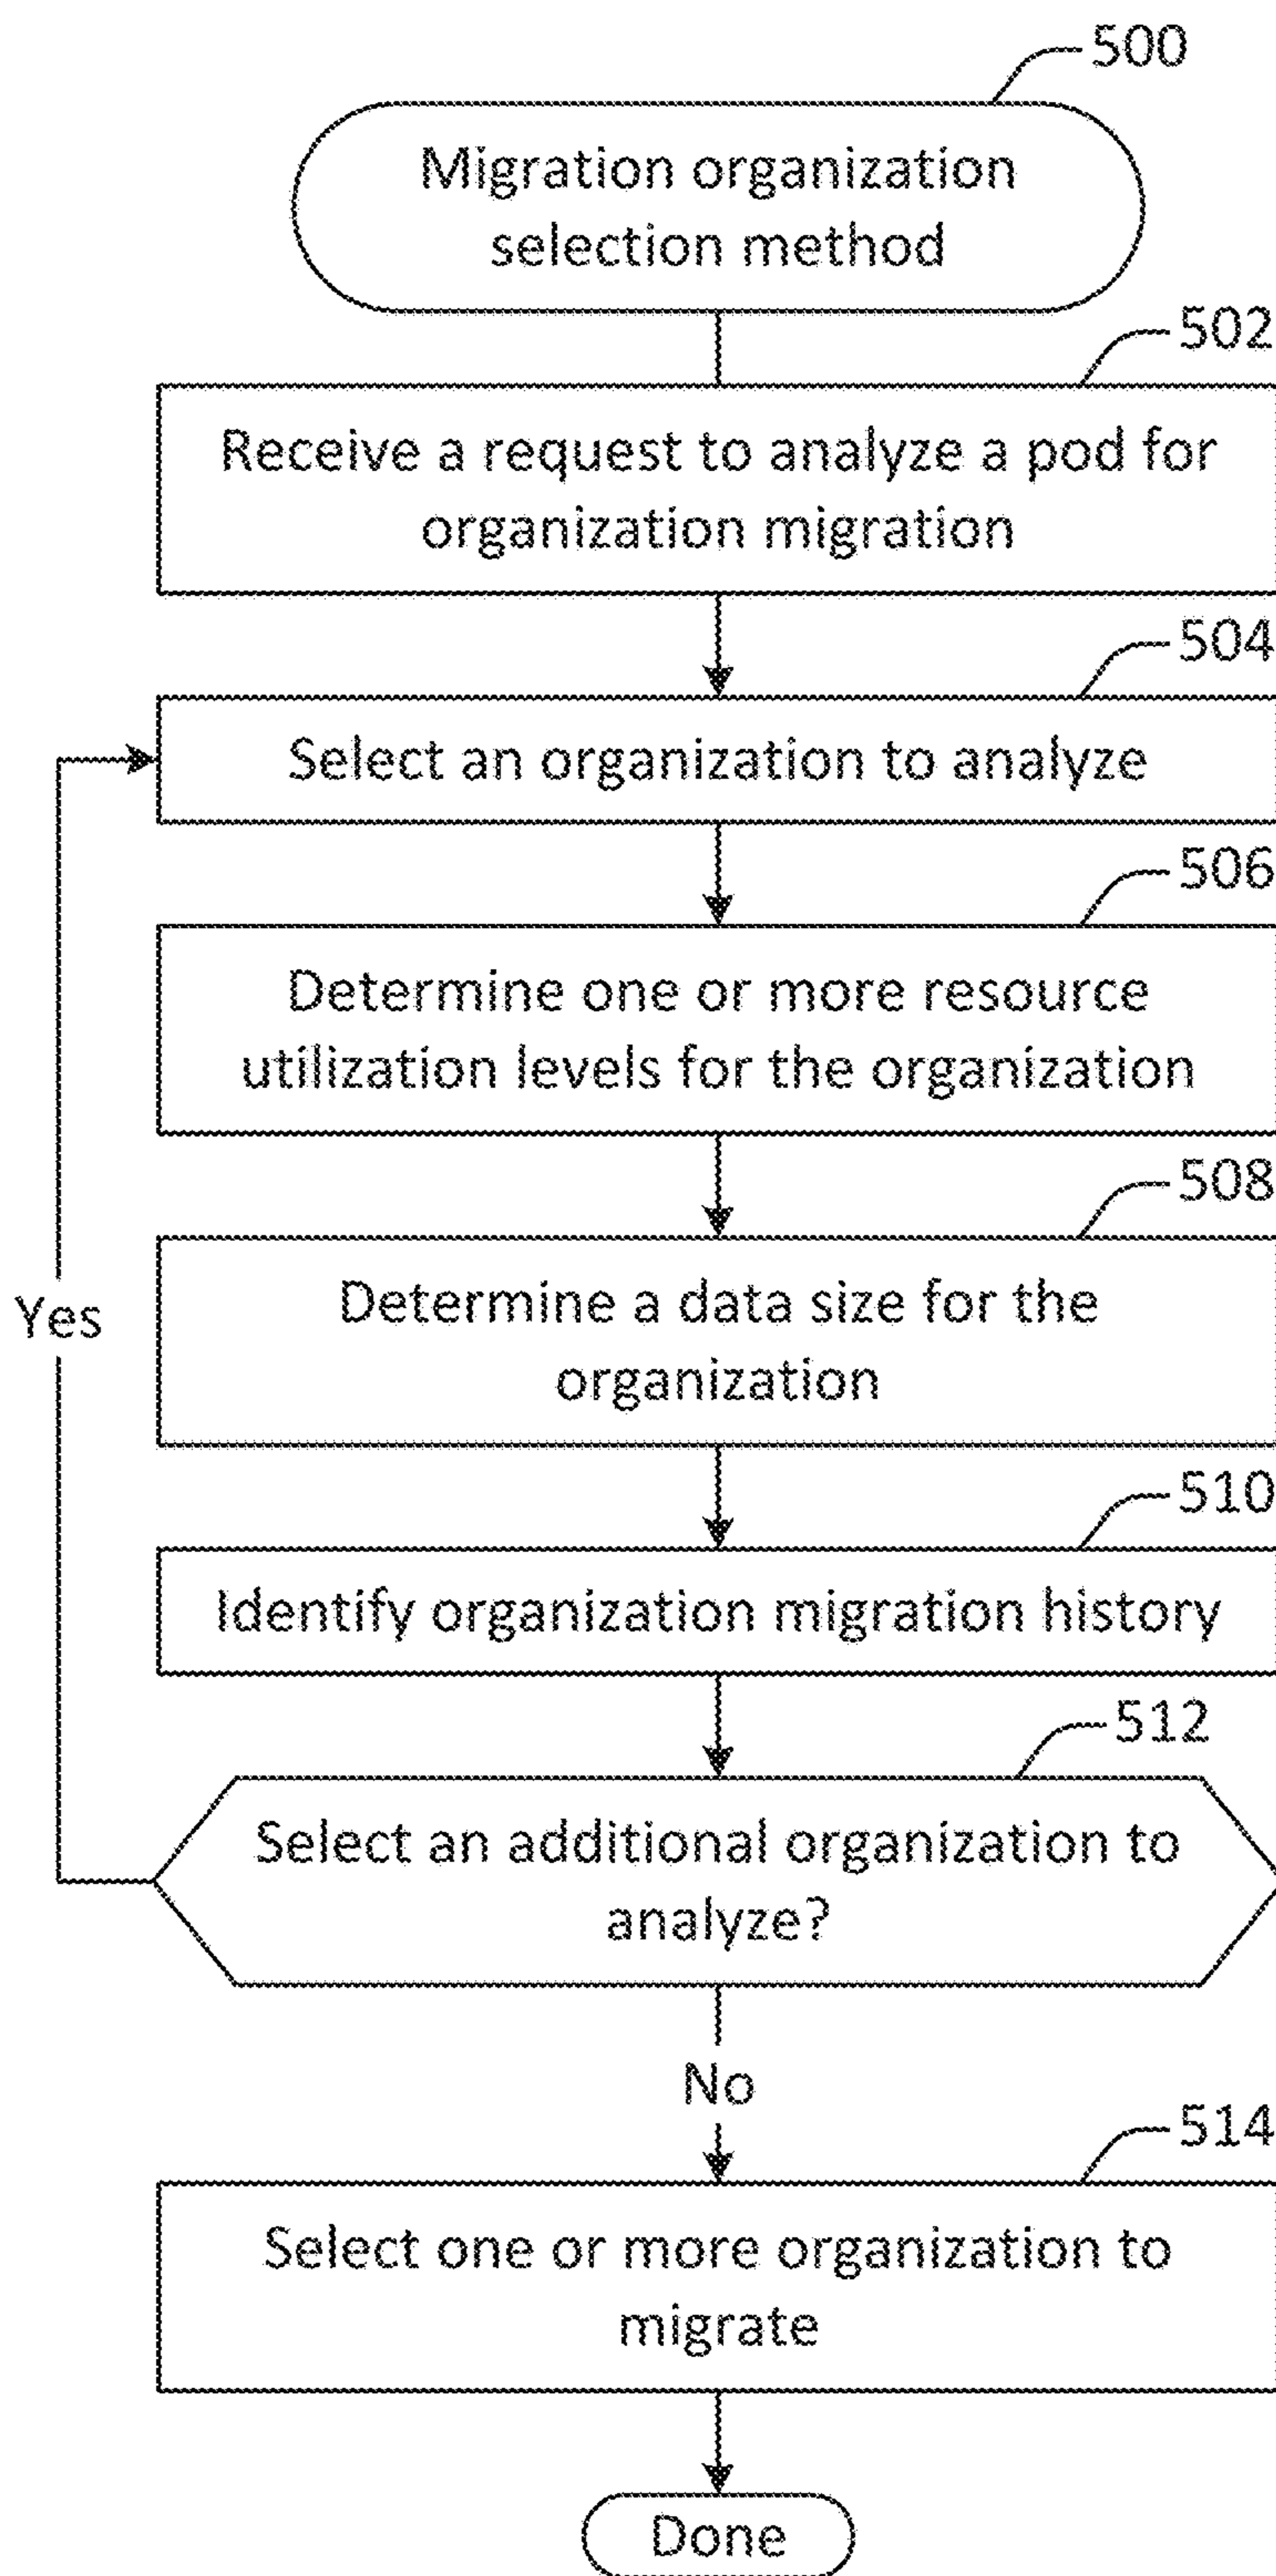 500
Migration organization
selection method
502
Receive a request to analyze a pod for
organization migration
504
Select an organization to analyze
506
Determine one or more resource
utilization levels for the organization
508
Determine a data size for the
organization
Yes
510
Identify organization migration history
512
Select an additional organization to
analyze?
No
514
Select one or more organization to
migrate
Done